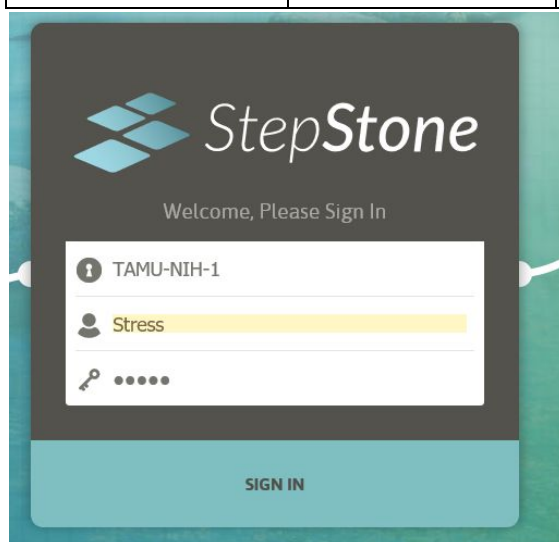 StepStone
Welcome, Please Sign In
TAMU-NIH-1
Stress
•••••
SIGN IN